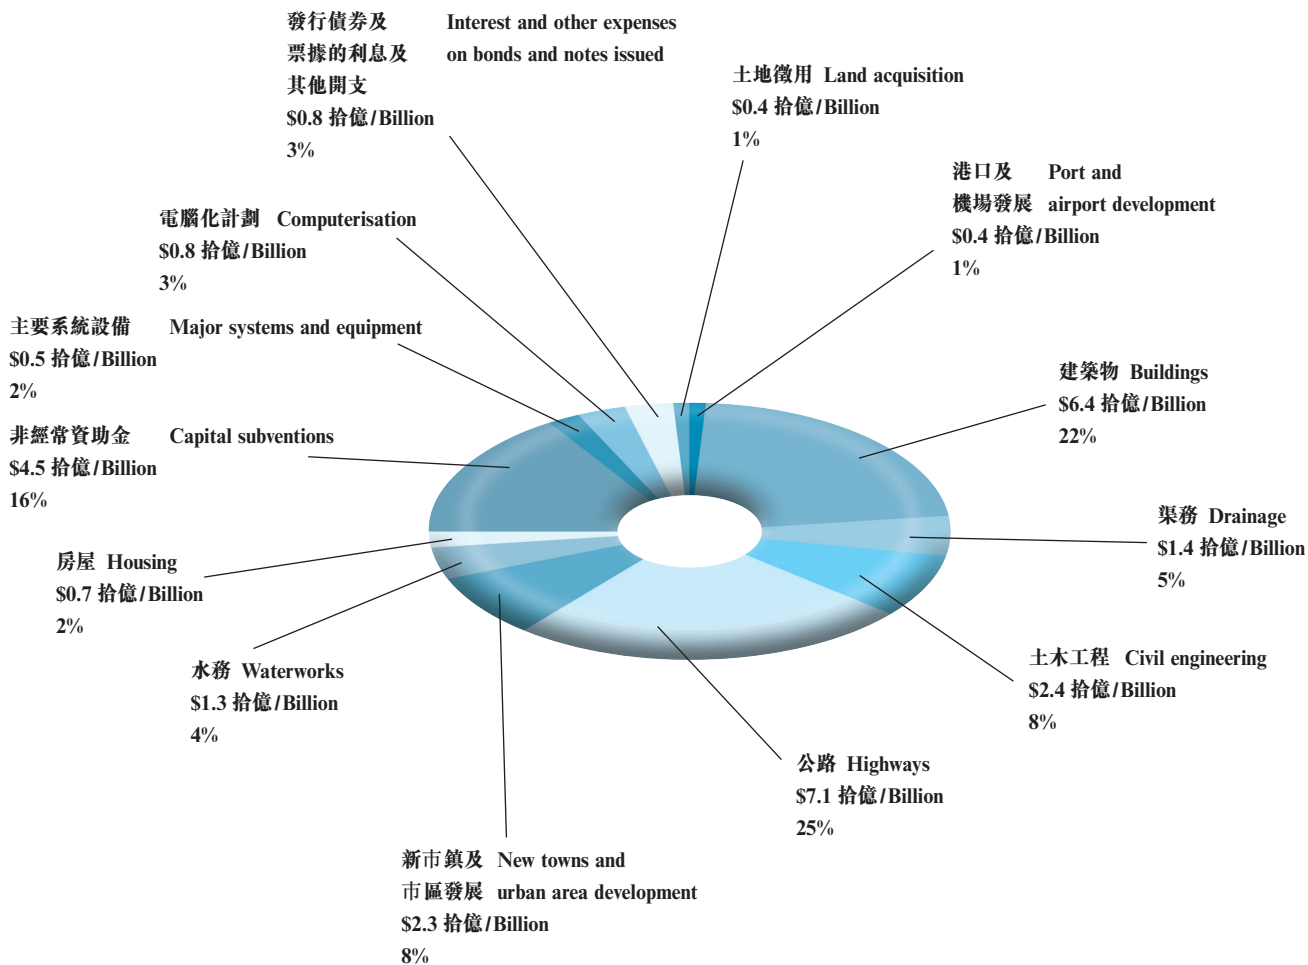 發行債券及 Interest and other expenses
票據的利息及 on bonds and notes issued
其他開支
$0.8 拾億/Billion
3%
土地徵用 Land acquisition
$0.4 拾億/Billion
1%
港口及 Port and
機場發展 airport development
$0.4 拾億/Billion
1%
電腦化計劃 Computerisation
$0.8 拾億/Billion
3%
主要系統設備 Major systems and equipment
$0.5 拾億/Billion
2%
建築物 Buildings
$6.4 拾億/Billion
22%
非經常資助金 Capital subventions
$4.5 拾億/Billion
16%
渠務 Drainage
$1.4 拾億/Billion
5%
房屋 Housing
$0.7 拾億/Billion
2%
土木工程 Civil engineering
$2.4 拾億/Billion
8%
水務 Waterworks
$1.3 拾億/Billion
4%
公路 Highways
$7.1 拾億/Billion
25%
新市鎮及 New towns and
市區發展 urban area development
$2.3 拾億/Billion
8%